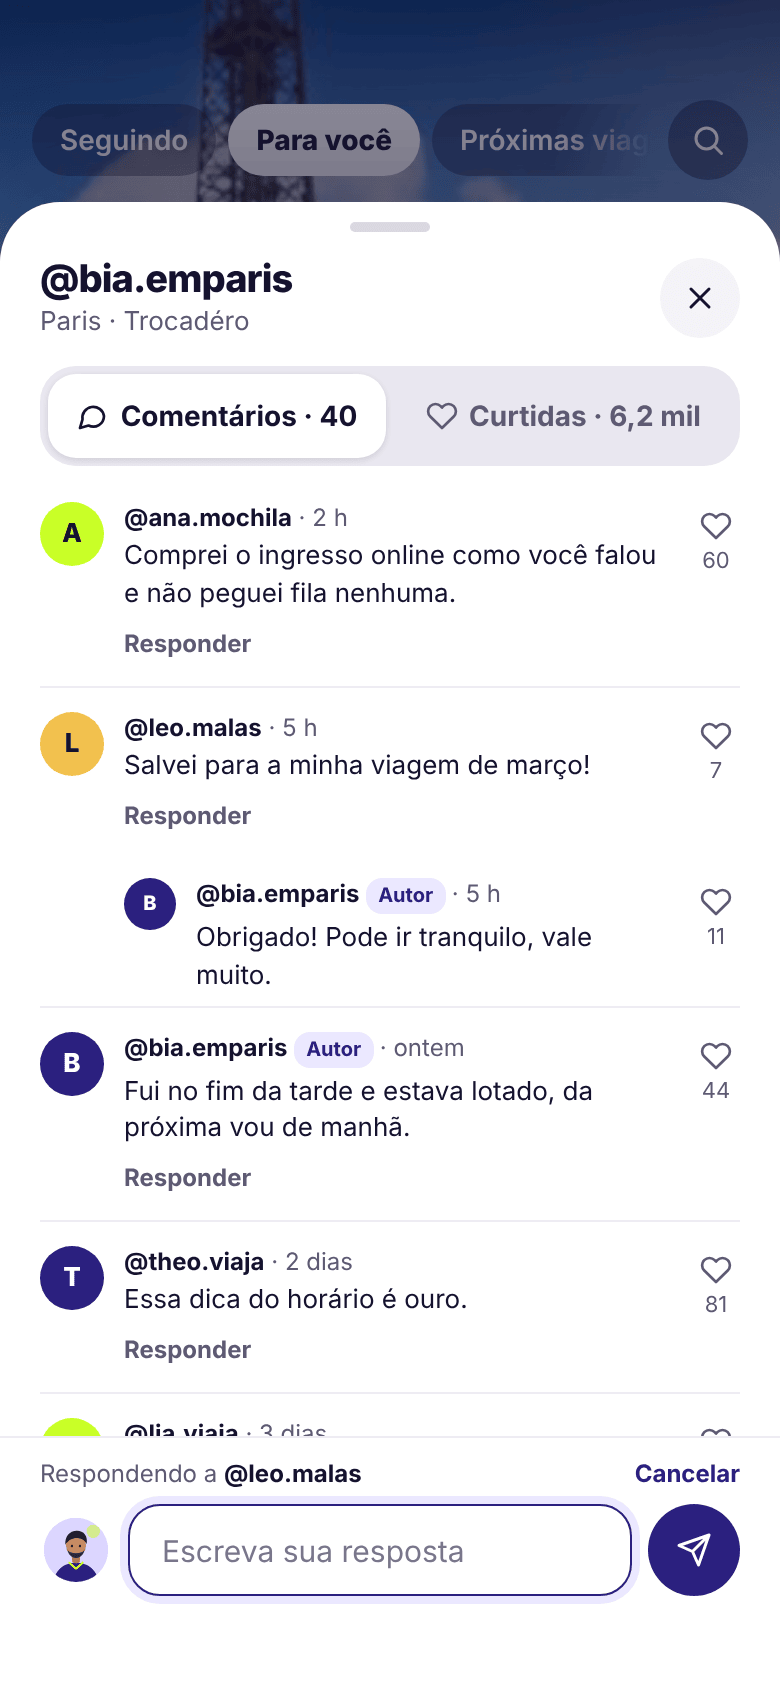 Seguindo
Para você
Próximas viag
@bia.emparis
Paris · Trocadéro
Comentários · 40
Curtidas · 6,2 mil
A
@ana.mochila · 2 h
Comprei o ingresso online como você falou
e não peguei fila nenhuma.
60
Responder
L
@leo.malas · 5 h
Salvei para a minha viagem de março!
7
Responder
B
@bia.emparis Autor · 5 h
Obrigado! Pode ir tranquilo, vale
muito.
11
B
@bia.emparis Autor · ontem
Fui no fim da tarde e estava lotado, da
próxima vou de manhã.
44
Responder
T
@theo.viaja · 2 dias
Essa dica do horário é ouro.
81
Responder
@lia.viaja · 3 dias
Respondendo a @leo.malas
Cancelar
Escreva sua resposta